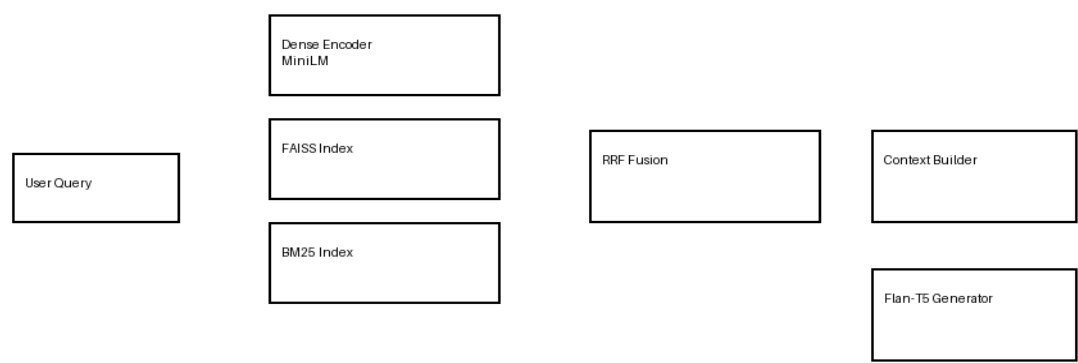 User Query
Dense Encoder
MiniLM
FAISS Index
BM25 Index
RRF Fusion
Context Builder
Flan-T5 Generator